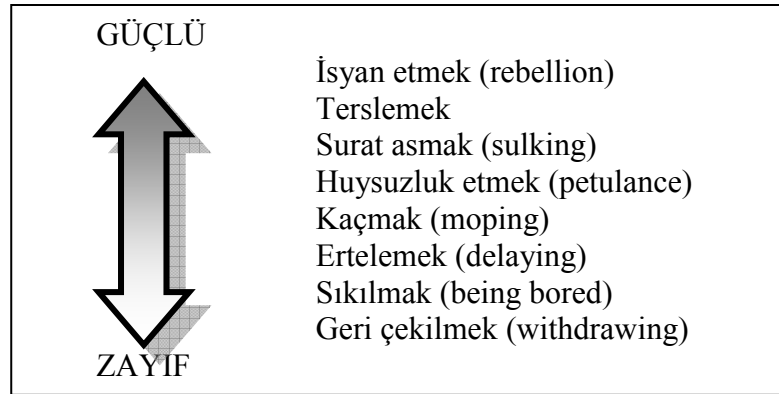 GÜÇLÜ
İsyan etmek (rebellion)
Terslemek
Surat asmak (sulking)
Huysuzluk etmek (petulance)
Kaçmak (moping)
Ertelemek (delaying)
Sıkılmak (being bored)
Geri çekilmek (withdrawing)
ZAYIF